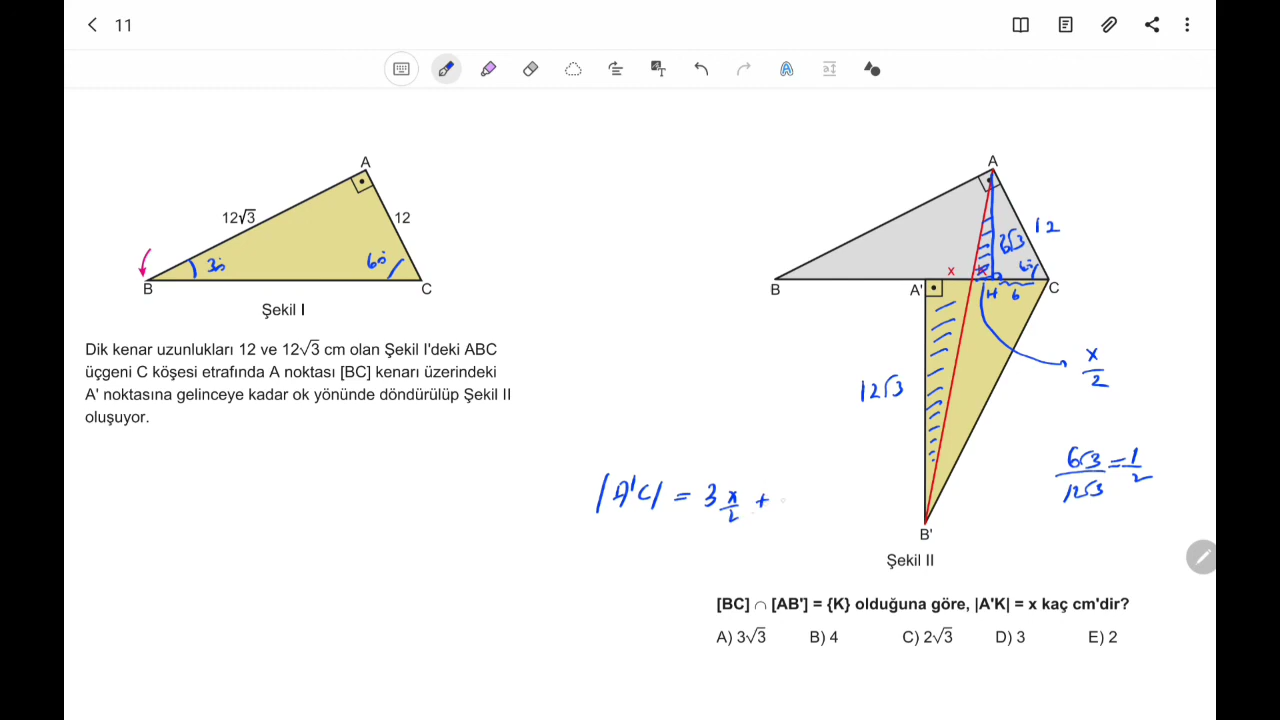 11
A
12√3
12
30
60
B
C
Şekil I
Dik kenar uzunlukları 12 ve 12√3 cm olan Şekil I'deki ABC
üçgeni C köşesi etrafında A noktası [BC] kenarı üzerindeki
A' noktasına gelinceye kadar ok yönünde döndürülüp Şekil II
oluşuyor.
A
12
6√3
60
x
K
B
A'
H
6
C
x/2
12√3
6√3/12√3 = 1/2
|A'C| = 3x/2 +
B'
Şekil II
[BC] ∩ [AB'] = {K} olduğuna göre, |A'K| = x kaç cm'dir?
A) 3√3 B) 4 C) 2√3 D) 3 E) 2